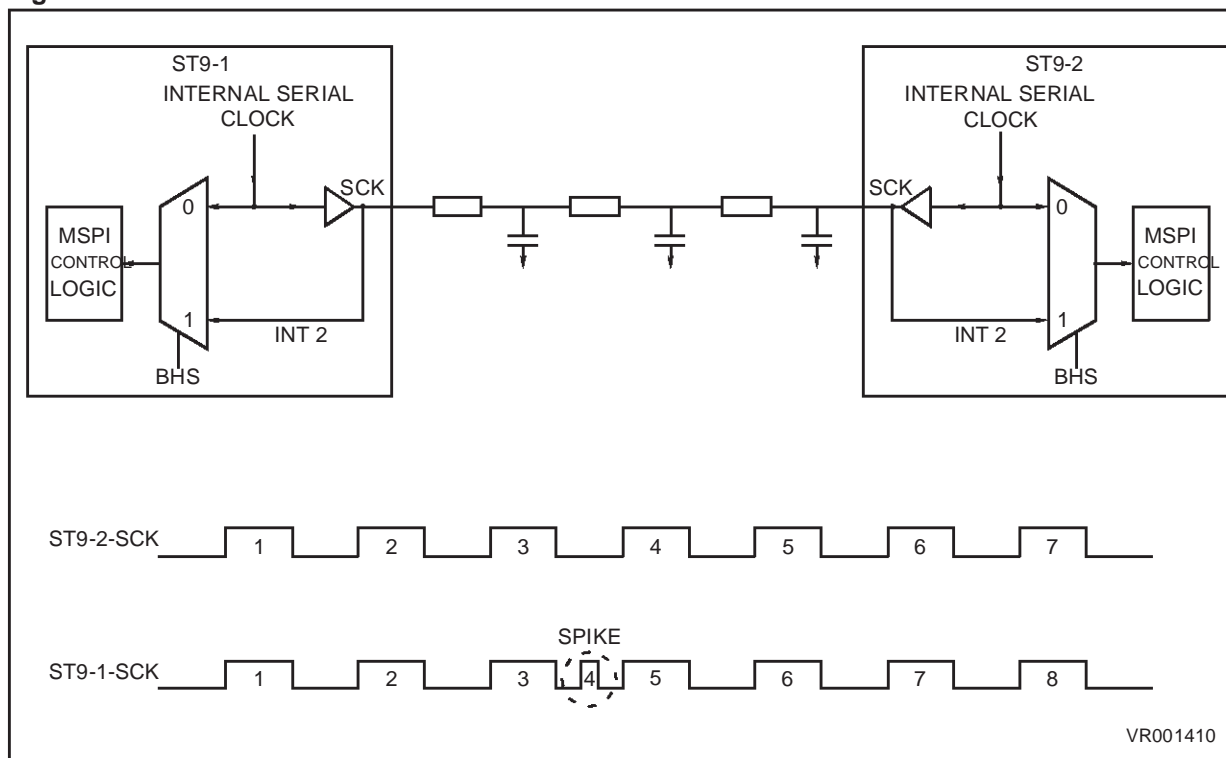 ST9-1
INTERNAL SERIAL
CLOCK
SCK
0
MSPI
CONTROL
LOGIC
1
INT 2
BHS
ST9-2
INTERNAL SERIAL
CLOCK
SCK
0
MSPI
CONTROL
LOGIC
1
INT 2
BHS
ST9-2-SCK 1 2 3 4 5 6 7
SPIKE
ST9-1-SCK 1 2 3 4 5 6 7 8
VR001410